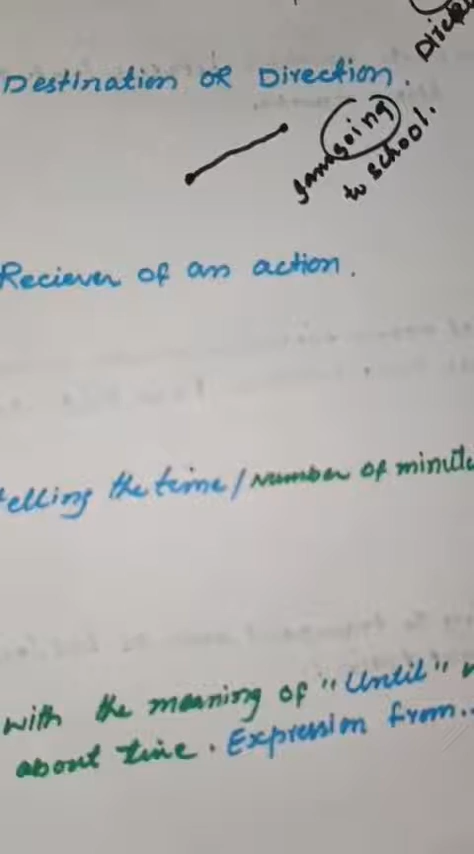 Destination or Direction.
I am going
to school.
Reciever of an action.
elling the time / Number of minute
with the meaning of "Until"
about time. Expression from..